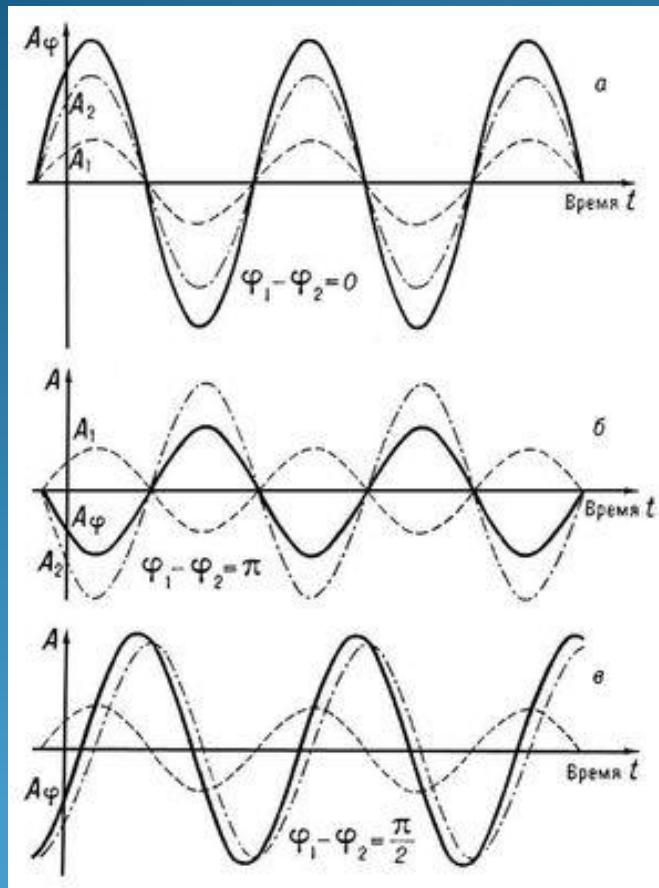 Aφ
а
A₂
A₁
Время t
φ₁ − φ₂ = 0
A
A₁
б
Aφ
Время t
A₂
φ₁ − φ₂ = π
A
в
Aφ
Время t
φ₁ − φ₂ = π/2